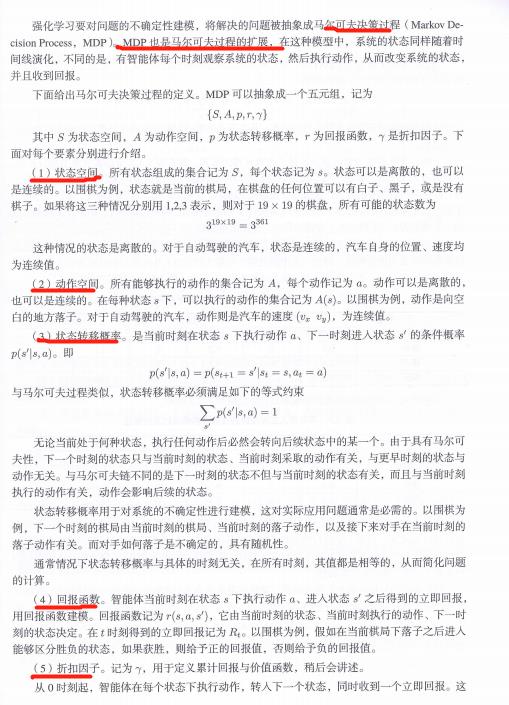 强化学习要对问题的不确定性建模，将解决的问题被抽象成马尔可夫决策过程（Markov De-
cision Process，MDP）。MDP 也是马尔可夫过程的扩展，在这种模型中，系统的状态同样随着时
间线演化，不同的是，有智能体每个时刻观察系统的状态，然后执行动作，从而改变系统的状态，
并且收到回报。
下面给出马尔可夫决策过程的定义。MDP 可以抽象成一个五元组，记为
{S, A, p, r, γ}
其中 S 为状态空间，A 为动作空间，p 为状态转移概率，r 为回报函数，γ 是折扣因子。下
面对每个要素分别进行介绍。
（1）状态空间。所有状态组成的集合记为 S，每个状态记为 s。状态可以是离散的，也可以
是连续的。以围棋为例，状态就是当前的棋局，在棋盘的任何位置可以有白子、黑子，或是没有
棋子。如果将这三种情况分别用 1,2,3 表示，则对于 19 × 19 的棋盘，所有可能的状态数为
3^{19×19} = 3^{361}
这种情况的状态是离散的。对于自动驾驶的汽车，状态是连续的，汽车自身的位置、速度均
为连续值。
（2）动作空间。所有能够执行的动作的集合记为 A，每个动作记为 a。动作可以是离散的，
也可以是连续的。在每种状态 s 下，可以执行的动作的集合记为 A(s)。以围棋为例，动作是向空
白的地方落子。对于自动驾驶的汽车，动作则是汽车的速度 (v_x v_y)，为连续值。
（3）状态转移概率。是当前时刻在状态 s 下执行动作 a、下一时刻进入状态 s′ 的条件概率
p(s′|s, a)。即
p(s′|s, a) = p(s_{t+1} = s′|s_t = s, a_t = a)
与马尔可夫过程类似，状态转移概率必须满足如下的等式约束
∑_{s′} p(s′|s, a) = 1
无论当前处于何种状态，执行任何动作后必然会转向后续状态中的某一个。由于具有马尔可
夫性，下一个时刻的状态只与当前时刻的状态、当前时刻采取的动作有关，与更早时刻的状态与
动作无关。与马尔可夫链不同的是下一时刻的状态不但与当前时刻的状态有关，而且与当前时刻
执行的动作有关，动作会影响后续的状态。
状态转移概率用于对系统的不确定性进行建模，这对实际应用问题通常是必需的。以围棋为
例，下一个时刻的棋局由当前时刻的棋局、当前时刻的落子动作，以及接下来对手在当前时刻的
落子动作有关。而对手如何落子是不确定的，具有随机性。
通常情况下状态转移概率与具体的时刻无关，在所有时刻，其值都是相等的，从而简化问题
的计算。
（4）回报函数。智能体当前时刻在状态 s 下执行动作 a、进入状态 s′ 之后得到的立即回报，
用回报函数建模。回报函数记为 r(s, a, s′)，它由当前时刻的状态、当前时刻执行的动作、下一时
刻的状态决定。在 t 时刻得到的立即回报记为 R_t。以围棋为例，假如在当前棋局下落子之后进入
能够区分胜负的状态，如果获胜，则给予正的回报值，否则给予负的回报值。
（5）折扣因子。记为 γ，用于定义累计回报与价值函数，稍后会讲述。
从 0 时刻起，智能体在每个状态下执行动作，转入下一个状态，同时收到一个立即回报。这